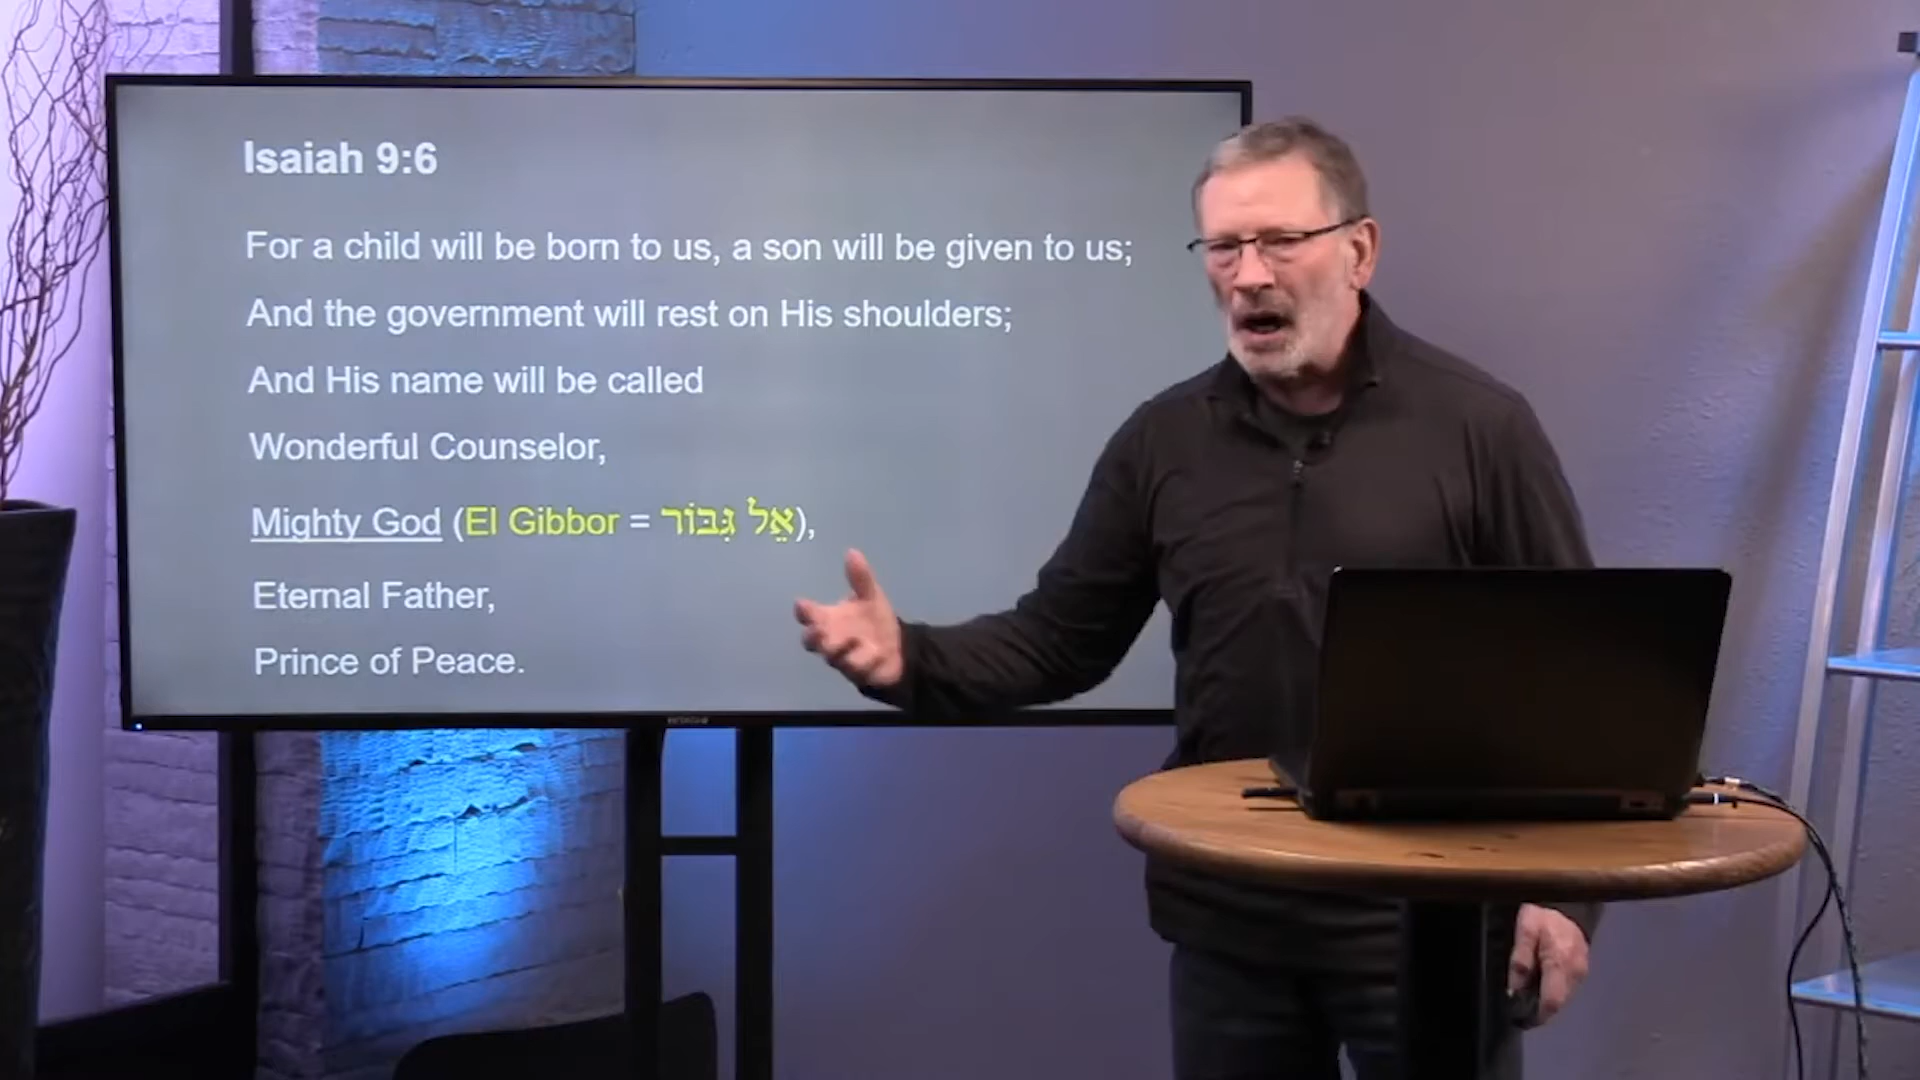 Isaiah 9:6
For a child will be born to us, a son will be given to us;
And the government will rest on His shoulders;
And His name will be called
Wonderful Counselor,
Mighty God (El Gibbor = אֵל גִּבּוֹר),
Eternal Father,
Prince of Peace.